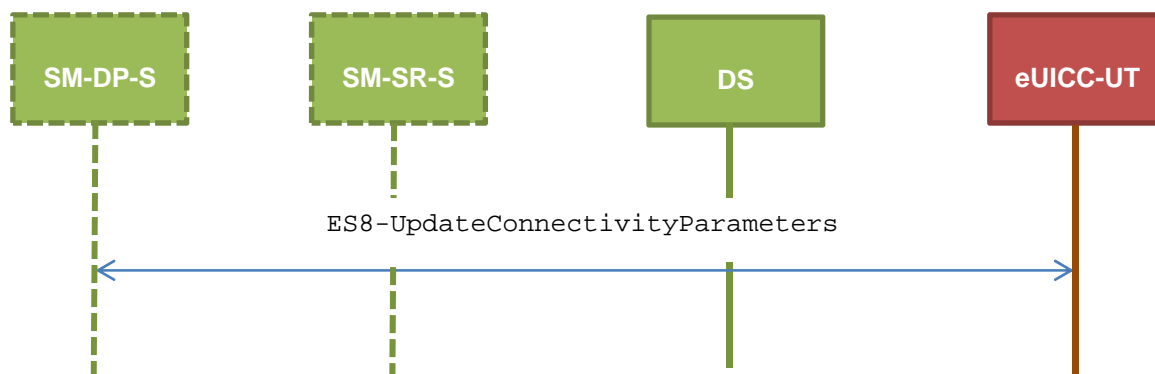 SM-DP-S
SM-SR-S
DS
eUICC-UT
ES8-UpdateConnectivityParameters